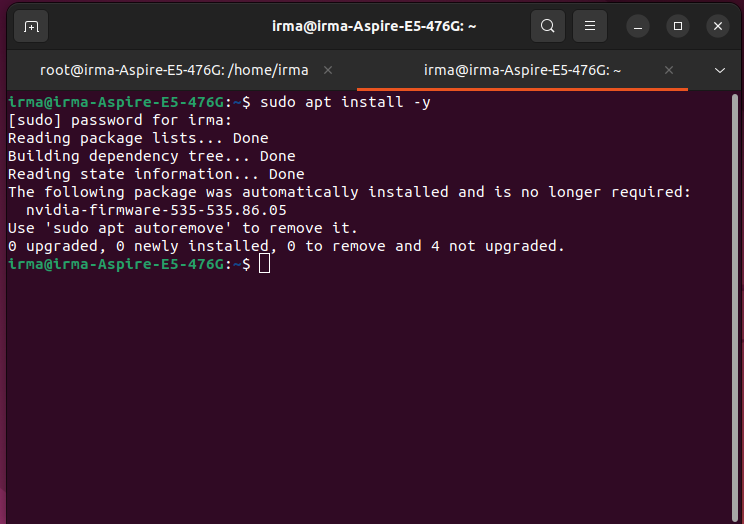 irma@irma-Aspire-E5-476G: ~
root@irma-Aspire-E5-476G: /home/irma
irma@irma-Aspire-E5-476G: ~
irma@irma-Aspire-E5-476G:~$ sudo apt install -y
[sudo] password for irma:
Reading package lists... Done
Building dependency tree... Done
Reading state information... Done
The following package was automatically installed and is no longer required:
  nvidia-firmware-535-535.86.05
Use 'sudo apt autoremove' to remove it.
0 upgraded, 0 newly installed, 0 to remove and 4 not upgraded.
irma@irma-Aspire-E5-476G:~$